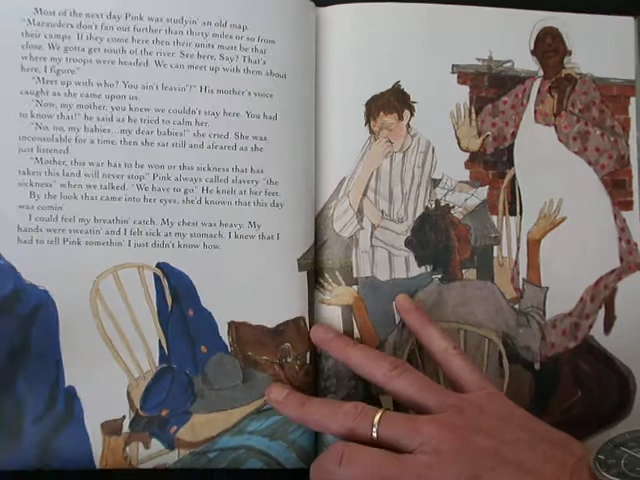 Most of the next day Pink was studyin' an old map.
"Marauders don't fan out further than thirty miles or so from
their camps. If they come here then their units must be that
close. We gotta get south of the river. See here, Say? That's
where my troops were headed. We can meet up with them about
here, I figure."
"Meet up with who? You ain't leavin'?" His mother's voice
caught as she came upon us.
"Now, my mother, you knew we couldn't stay here. You had
to know that!" he said as he tried to calm her.
"No, no, my babies...my dear babies!" she cried. She was
inconsolable for a time, then she sat still and afeared as she
just listened.
"Mother, this war has to be won or this sickness that has
taken this land will never stop." Pink always called slavery "the
sickness" when we talked. "We have to go." He knelt at her feet.
By the look that came into her eyes, she'd known that this day
was comin'
I could feel my breathin' catch. My chest was heavy. My
hands were sweatin' and I felt sick at my stomach. I knew that I
had to tell Pink somethin' I just didn't know how.